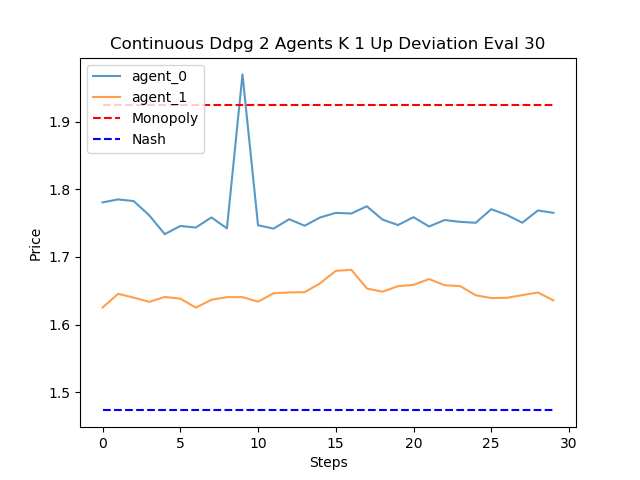 Continuous Ddpg 2 Agents K 1 Up Deviation Eval 30
agent_0
agent_1
Monopoly
Nash
Price
1.9
1.8
1.7
1.6
1.5
0 5 10 15 20 25 30
Steps